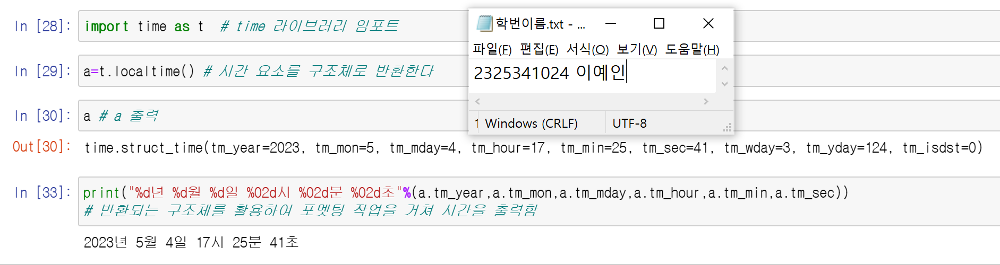 In [28]: import time as t  # time 라이브러리 임포트
학번이름.txt - ...
파일(F) 편집(E) 서식(O) 보기(V) 도움말(H)
In [29]: a=t.localtime() # 시간 요소를 구조체로 반환한다
2325341024 이예인
In [30]: a # a 출력
1 Windows (CRLF) UTF-8
Out[30]: time.struct_time(tm_year=2023, tm_mon=5, tm_mday=4, tm_hour=17, tm_min=25, tm_sec=41, tm_wday=3, tm_yday=124, tm_isdst=0)
In [33]: print("%d년 %d월 %d일 %02d시 %02d분 %02d초"%(a.tm_year,a.tm_mon,a.tm_mday,a.tm_hour,a.tm_min,a.tm_sec))
# 반환되는 구조체를 활용하여 포멧팅 작업을 거쳐 시간을 출력함
2023년 5월 4일 17시 25분 41초